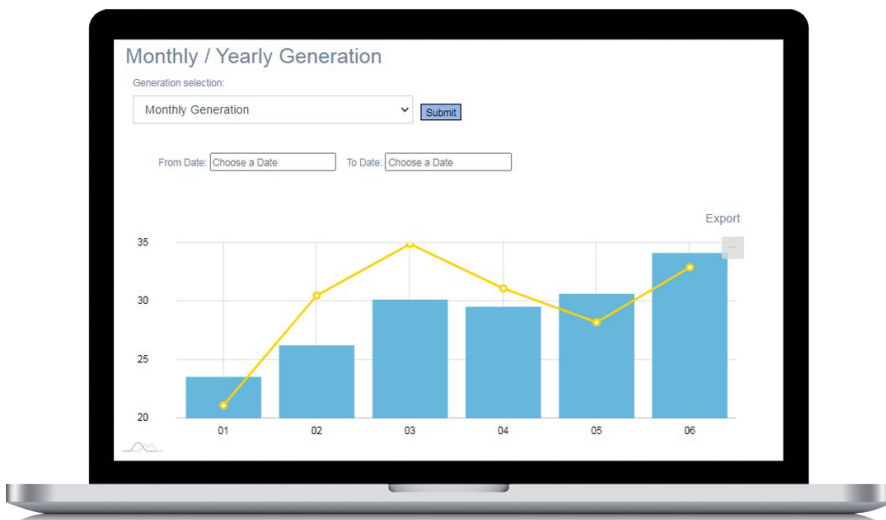 Monthly / Yearly Generation
Generation selection:
Monthly Generation
Submit
From Date: Choose a Date To Date: Choose a Date
Export
...
35
30
25
20
01 02 03 04 05 06